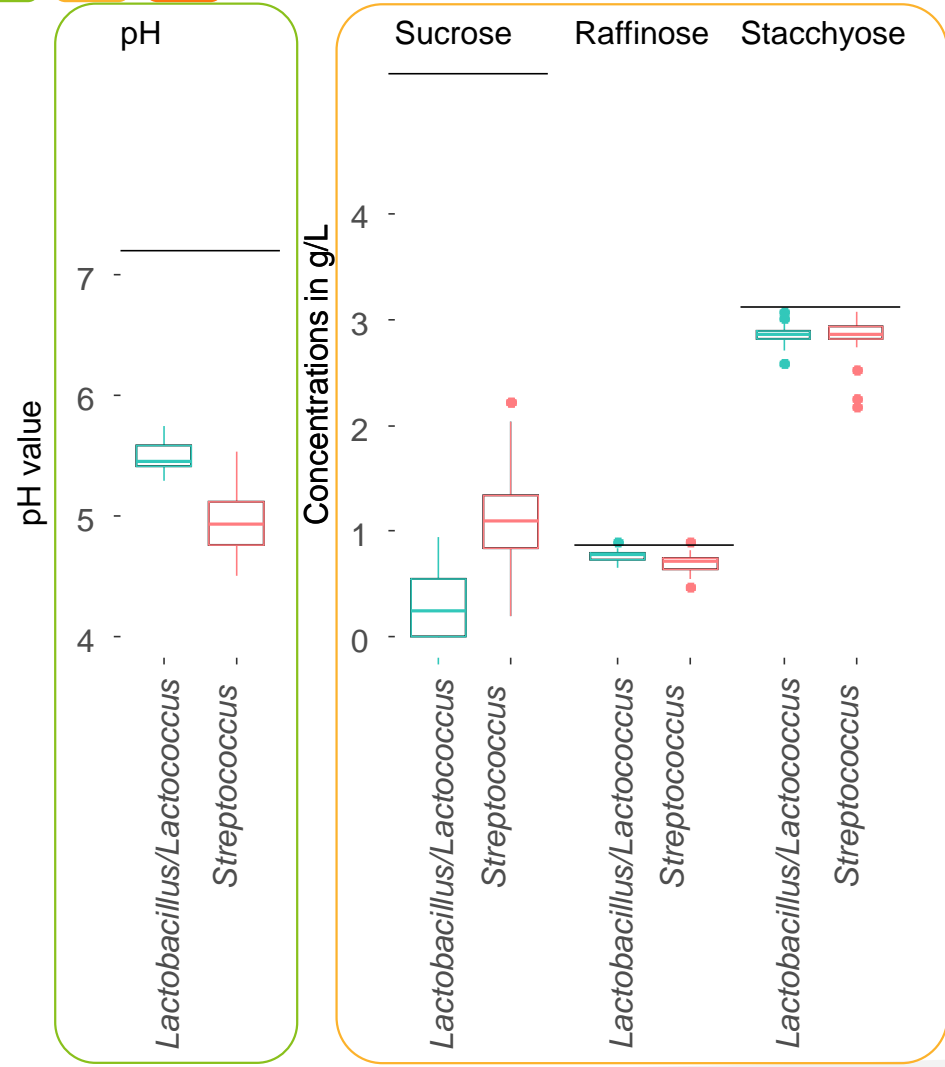 pH
pH value
7
6
5
4
Lactobacillus/Lactococcus
Streptococcus
Sucrose
Raffinose
Stacchyose
Concentrations in g/L
4
3
2
1
0
Lactobacillus/Lactococcus
Streptococcus
Lactobacillus/Lactococcus
Streptococcus
Lactobacillus/Lactococcus
Streptococcus